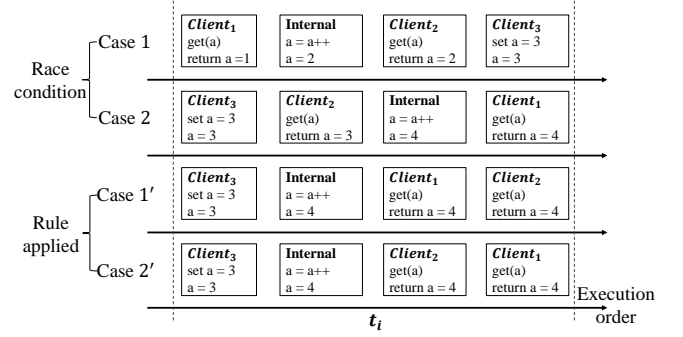 Race
condition
Case 1
Client₁
get(a)
return a =1
Internal
a = a++
a = 2
Client₂
get(a)
return a = 2
Client₃
set a = 3
a = 3
Case 2
Client₃
set a = 3
a = 3
Client₂
get(a)
return a = 3
Internal
a = a++
a = 4
Client₁
get(a)
return a = 4
Rule
applied
Case 1′
Client₃
set a = 3
a = 3
Internal
a = a++
a = 4
Client₁
get(a)
return a = 4
Client₂
get(a)
return a = 4
Case 2′
Client₃
set a = 3
a = 3
Internal
a = a++
a = 4
Client₂
get(a)
return a = 4
Client₁
get(a)
return a = 4
tᵢ
Execution
order